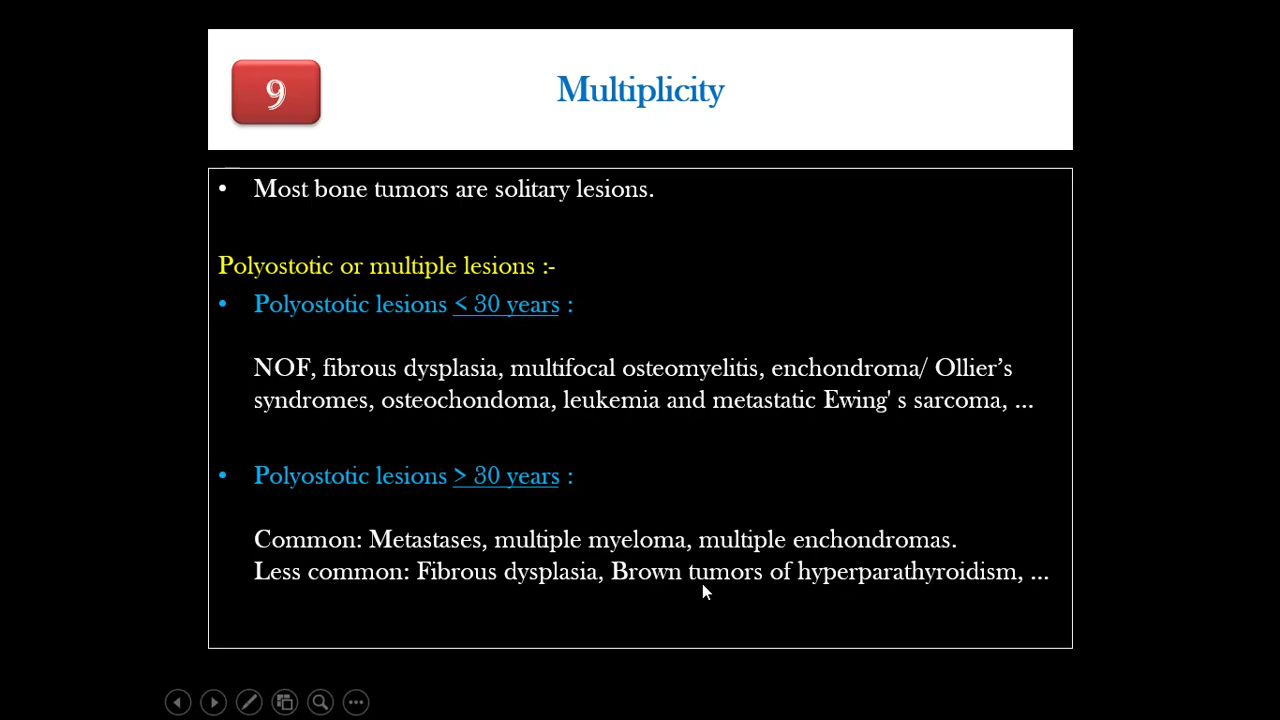 9
Multiplicity
• Most bone tumors are solitary lesions.
Polyostotic or multiple lesions :-
• Polyostotic lesions < 30 years :
NOF, fibrous dysplasia, multifocal osteomyelitis, enchondroma/ Ollier’s
syndromes, osteochondoma, leukemia and metastatic Ewing' s sarcoma, ...
• Polyostotic lesions > 30 years :
Common: Metastases, multiple myeloma, multiple enchondromas.
Less common: Fibrous dysplasia, Brown tumors of hyperparathyroidism, ...